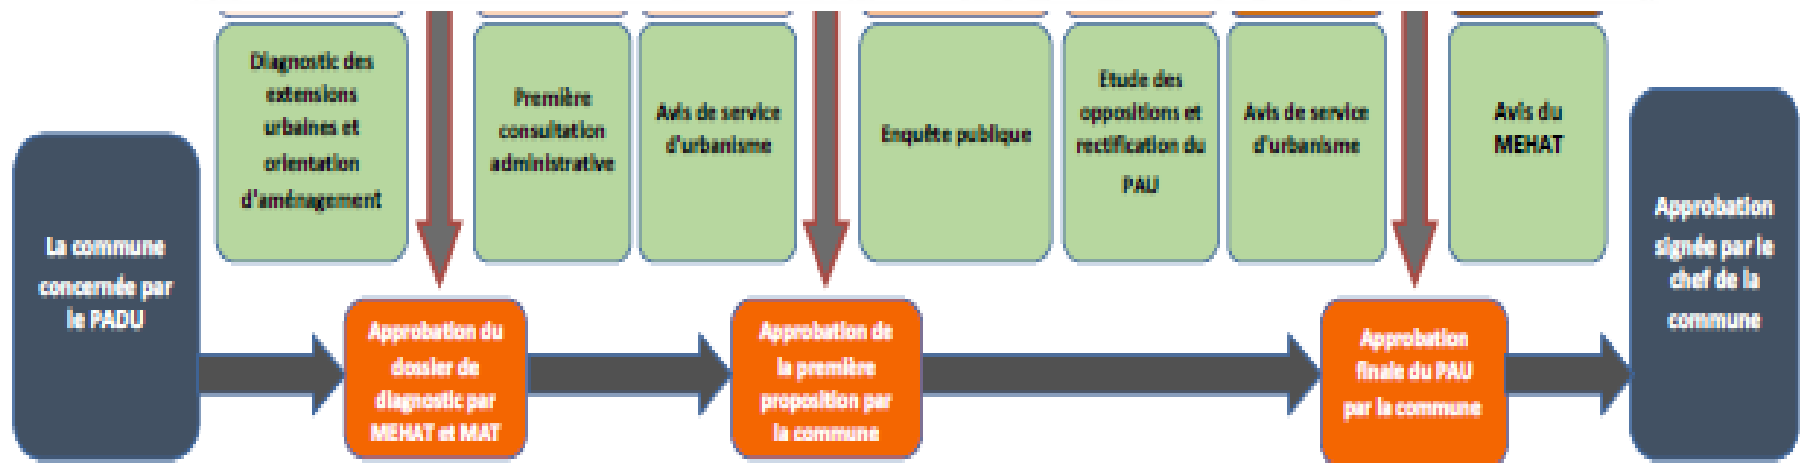 Diagnostic des
extensions
urbaines et
orientation
d'aménagement
Première
consultation
administrative
Avis de service
d'urbanisme
Enquête publique
Etude des
oppositions et
rectification du
PAU
Avis de service
d'urbanisme
Avis du
MEHAT
La commune
concernée par
le PADU
Approbation du
dossier de
diagnostic par
MEHAT et MAT
Approbation de
la première
proposition par
la commune
Approbation
finale du PAU
par la commune
Approbation
signée par le
chef de la
commune